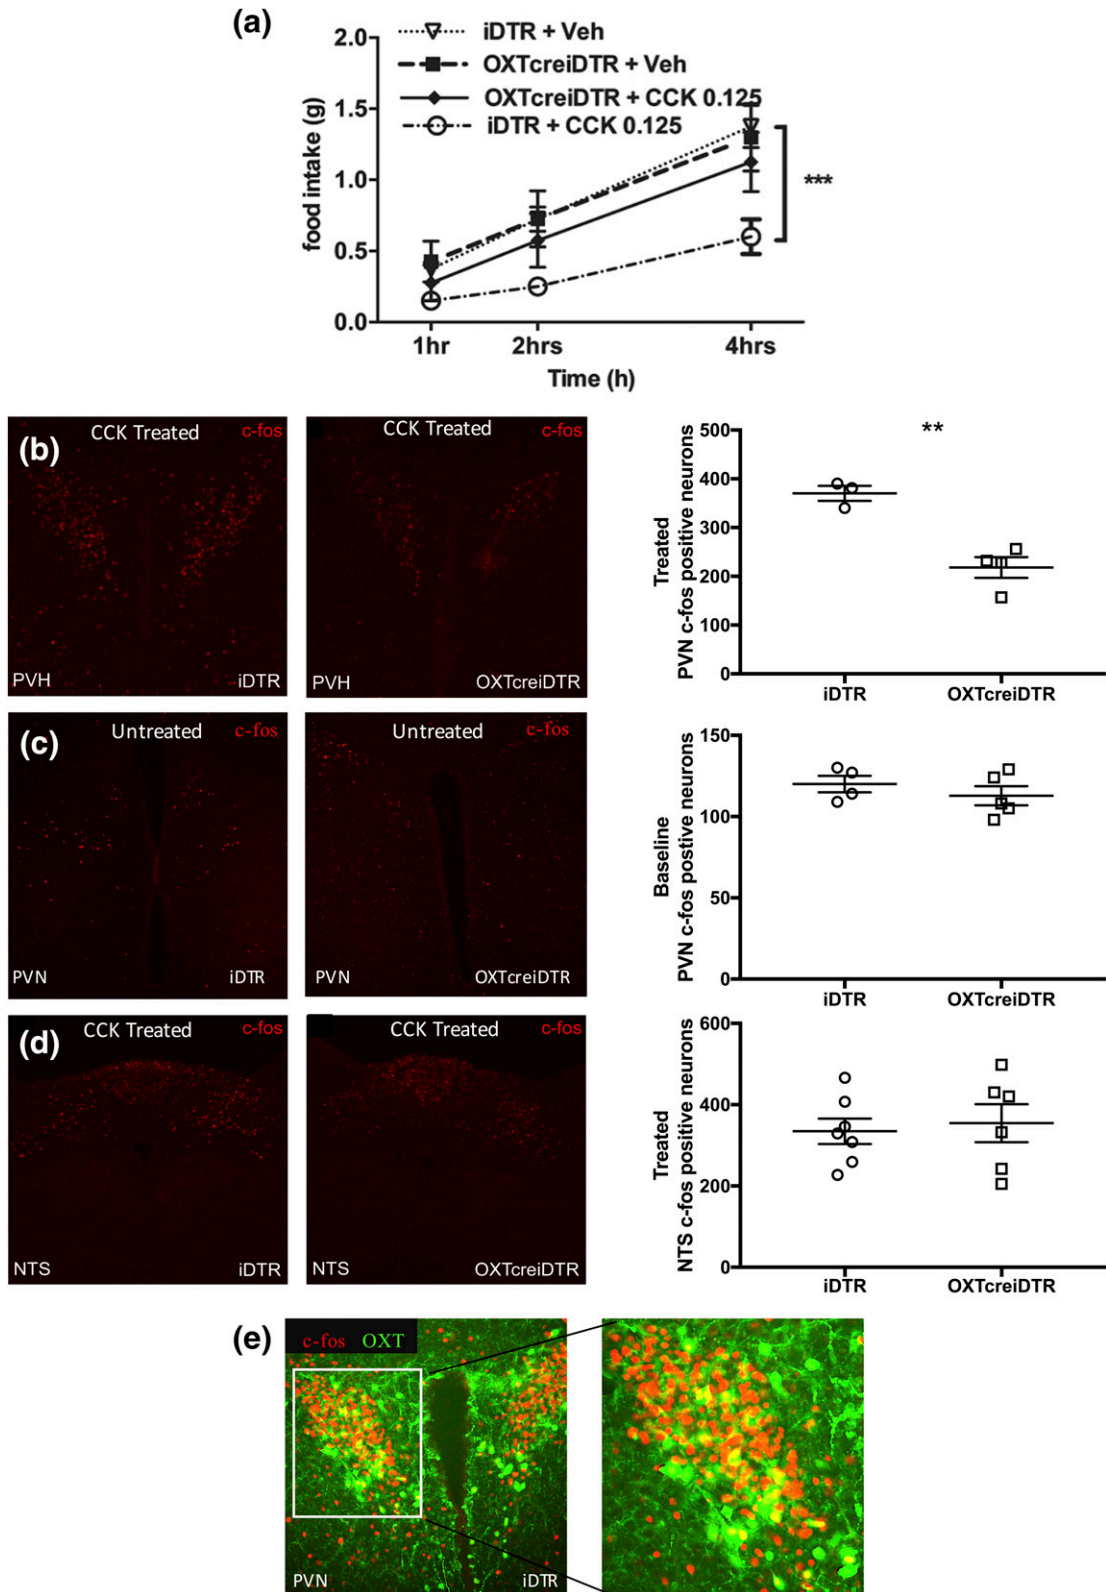 (a)
2.0
1.5
1.0
0.5
0.0
food intake (g)
iDTR + Veh
OXTcreiDTR + Veh
OXTcreiDTR + CCK 0.125
iDTR + CCK 0.125
***
1hr 2hrs 4hrs
Time (h)
(b)
CCK Treated c-fos
PVH iDTR
CCK Treated c-fos
PVH OXTcreiDTR
Treated
PVN c-fos positive neurons
500
400
300
200
100
0
**
iDTR OXTcreiDTR
(c)
Untreated c-fos
PVN iDTR
Untreated c-fos
PVN OXTcreiDTR
Baseline
PVN c-fos postive neurons
150
100
50
0
iDTR OXTcreiDTR
(d)
CCK Treated c-fos
NTS iDTR
CCK Treated c-fos
NTS OXTcreiDTR
Treated
NTS c-fos positive neurons
600
400
200
0
iDTR OXTcreiDTR
(e)
c-fos OXT
PVN iDTR